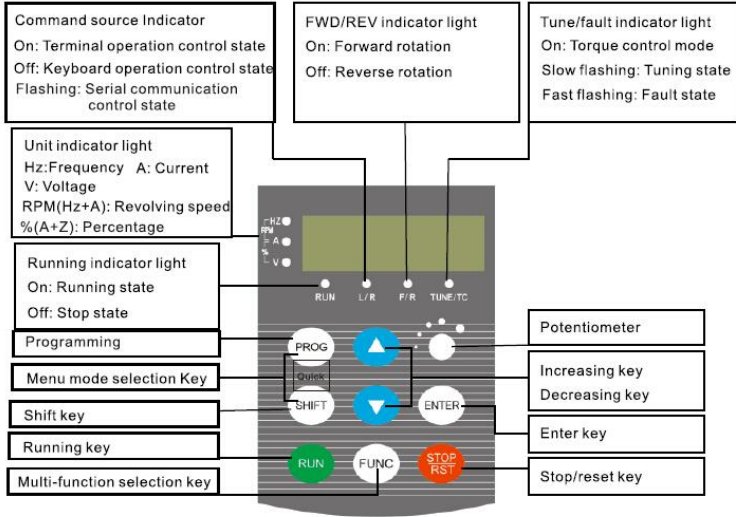 Command source Indicator
On: Terminal operation control state
Off: Keyboard operation control state
Flashing: Serial communication
control state
FWD/REV indicator light
On: Forward rotation
Off: Reverse rotation
Tune/fault indicator light
On: Torque control mode
Slow flashing: Tuning state
Fast flashing: Fault state
Unit indicator light
Hz:Frequency A: Current
V: Voltage
RPM(Hz+A): Revolving speed
%(A+Z): Percentage
Running indicator light
On: Running state
Off: Stop state
HZ
RPM
A
%
V
RUN L/R F/R TUNE/TC
Programming
Menu mode selection Key
Shift key
Running key
Multi-function selection key
PROG
Quick
SHIFT
ENTER
RUN
FUNC
STOP
RST
Potentiometer
Increasing key
Decreasing key
Enter key
Stop/reset key